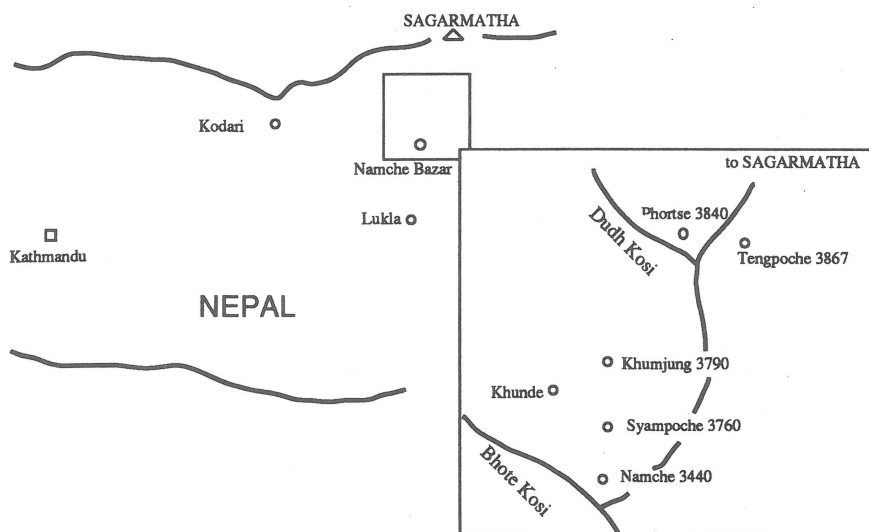 SAGARMATHA
Kodari
Namche Bazar
Lukla
Kathmandu
NEPAL
to SAGARMATHA
Phortse 3840
Dudh Kosi
Tengpoche 3867
Khumjung 3790
Khunde
Syampoche 3760
Bhote Kosi
Namche 3440